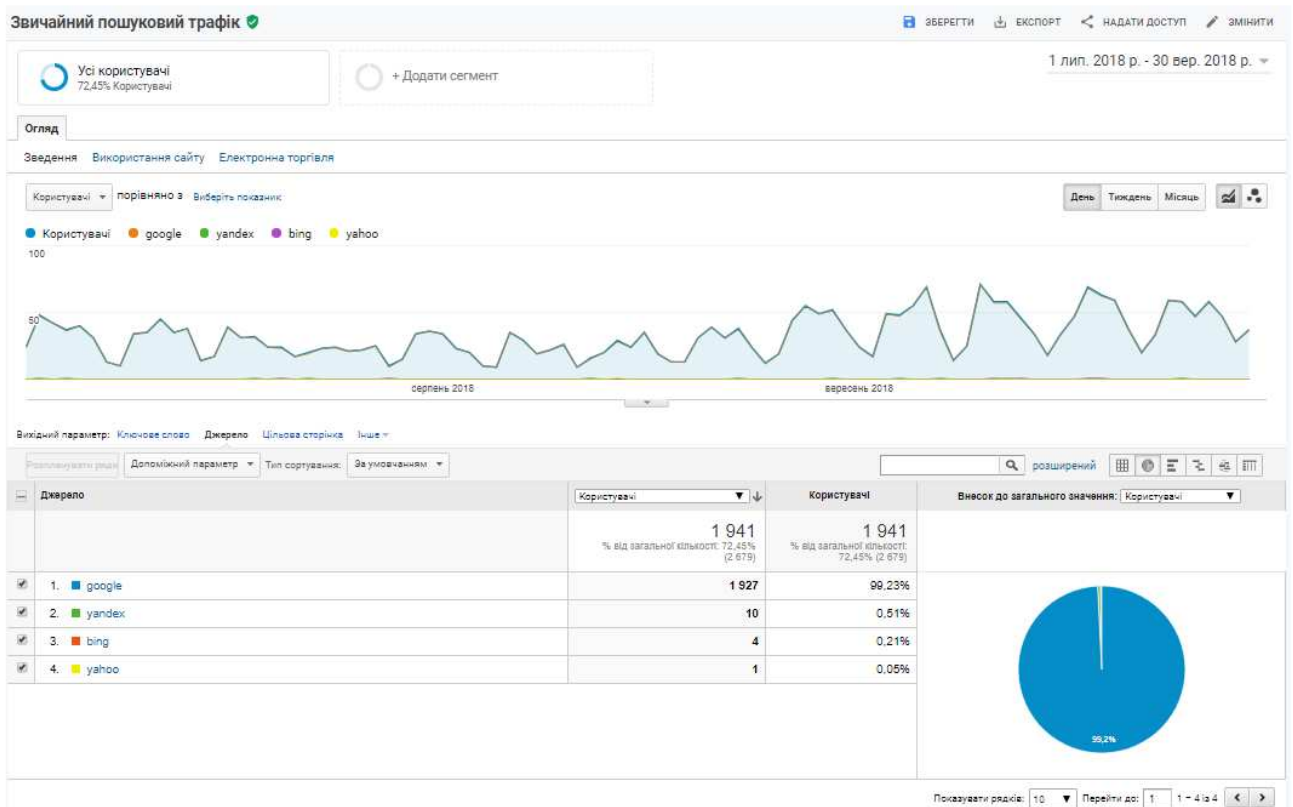 Звичайний пошуковий трафік
ЗБЕРЕГТИ ЕКСПОРТ НАДАТИ ДОСТУП ЗМІНИТИ
Усі користувачі
72,45% Користувачі
+ Додати сегмент
1 лип. 2018 р. - 30 вер. 2018 р.
Огляд
Зведення Використання сайту Електронна торгівля
Користувачі порівняно з Виберіть показник
День Тиждень Місяць
Користувачі google yandex bing yahoo
100
50
серпень 2018 вересень 2018
Вихідний параметр: Ключове слово Джерело Цільова сторінка Інше
Допоміжний параметр Тип сортування: За умовчанням розширений
Джерело Користувачі Користувачі Внесок до загального значення: Користувачі
1 941 1 941
% від загальної кількості: 72,45% % від загальної кількості:
(2 679) 72,45% (2 679)
1. google 1 927 99,23%
2. yandex 10 0,51%
3. bing 4 0,21%
4. yahoo 1 0,05%
99,2%
Показувати рядків: 10 Перейти до: 1 1 – 4 із 4